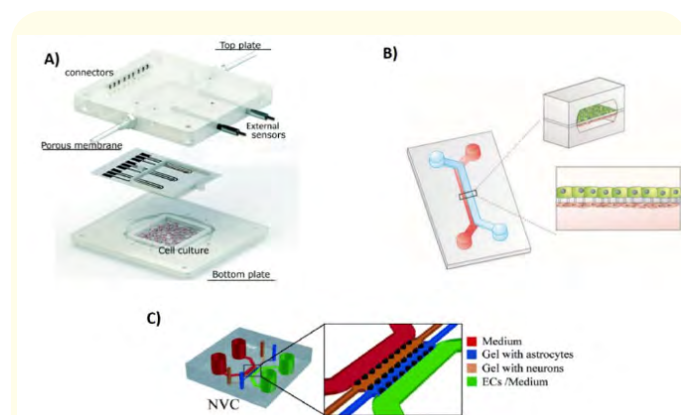 A)
Top plate
connectors
External
sensors
Porous membrane
Cell culture
Bottom plate
B)
C)
NVC
Medium
Gel with astrocytes
Gel with neurons
ECs /Medium